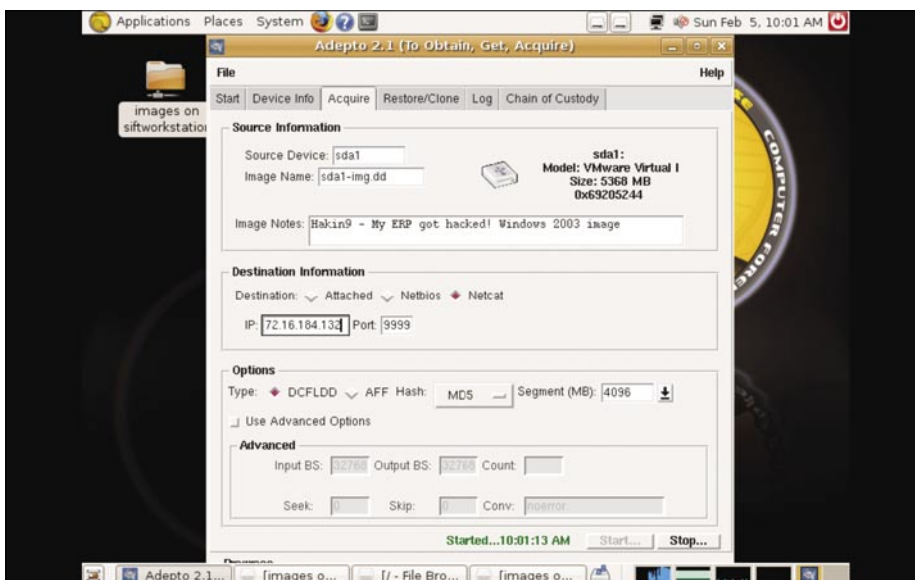 Applications Places System Sun Feb 5, 10:01 AM
Adepto 2.1 (To Obtain, Get, Acquire)
File Help
Start Device Info Acquire Restore/Clone Log Chain of Custody
images on
siftworkstation
Source Information
Source Device: sda1
Image Name: sda1-img.dd
sda1:
Model: VMware Virtual I
Size: 5368 MB
0x69205244
Image Notes: Hakin9 - My ERP got hacked! Windows 2003 image
COMPUTER FOREN
Destination Information
Destination: Attached Netbios Netcat
IP: 72.16.184.132 Port: 9999
Options
Type: DCFLDD AFF Hash: MD5 Segment (MB): 4096
Use Advanced Options
Advanced
Input BS: 32768 Output BS: 32768 Count:
Seek: 0 Skip: 0 Conv: noerror
Started...10:01:13 AM Start... Stop...
Adepto 2.1... [images o... [/ - File Bro... [images o...